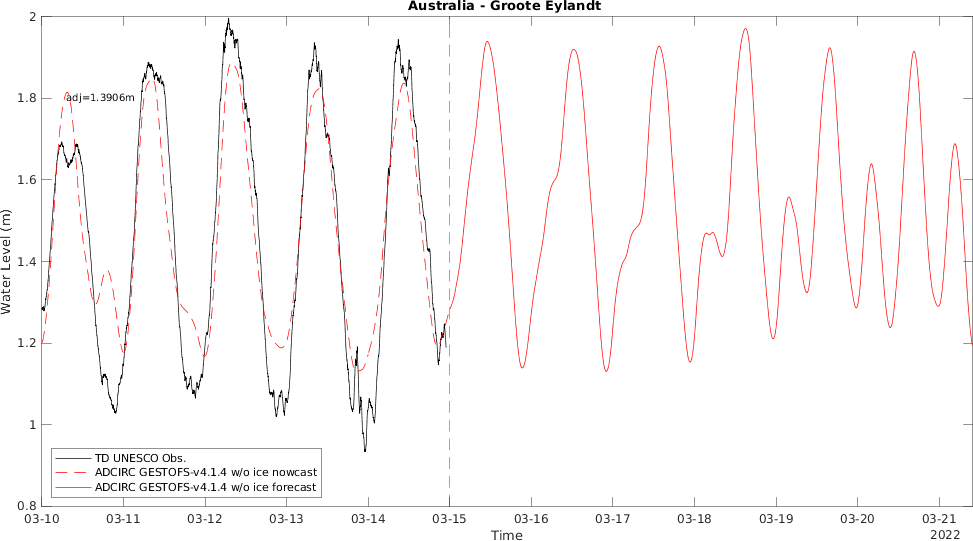 Australia - Groote Eylandt
2
1.8
1.6
1.4
1.2
1
0.8
Water Level (m)
adj=1.3906m
TD UNESCO Obs.
ADCIRC GESTOFS-v4.1.4 w/o ice nowcast
ADCIRC GESTOFS-v4.1.4 w/o ice forecast
03-10 03-11 03-12 03-13 03-14 03-15 03-16 03-17 03-18 03-19 03-20 03-21
Time
2022